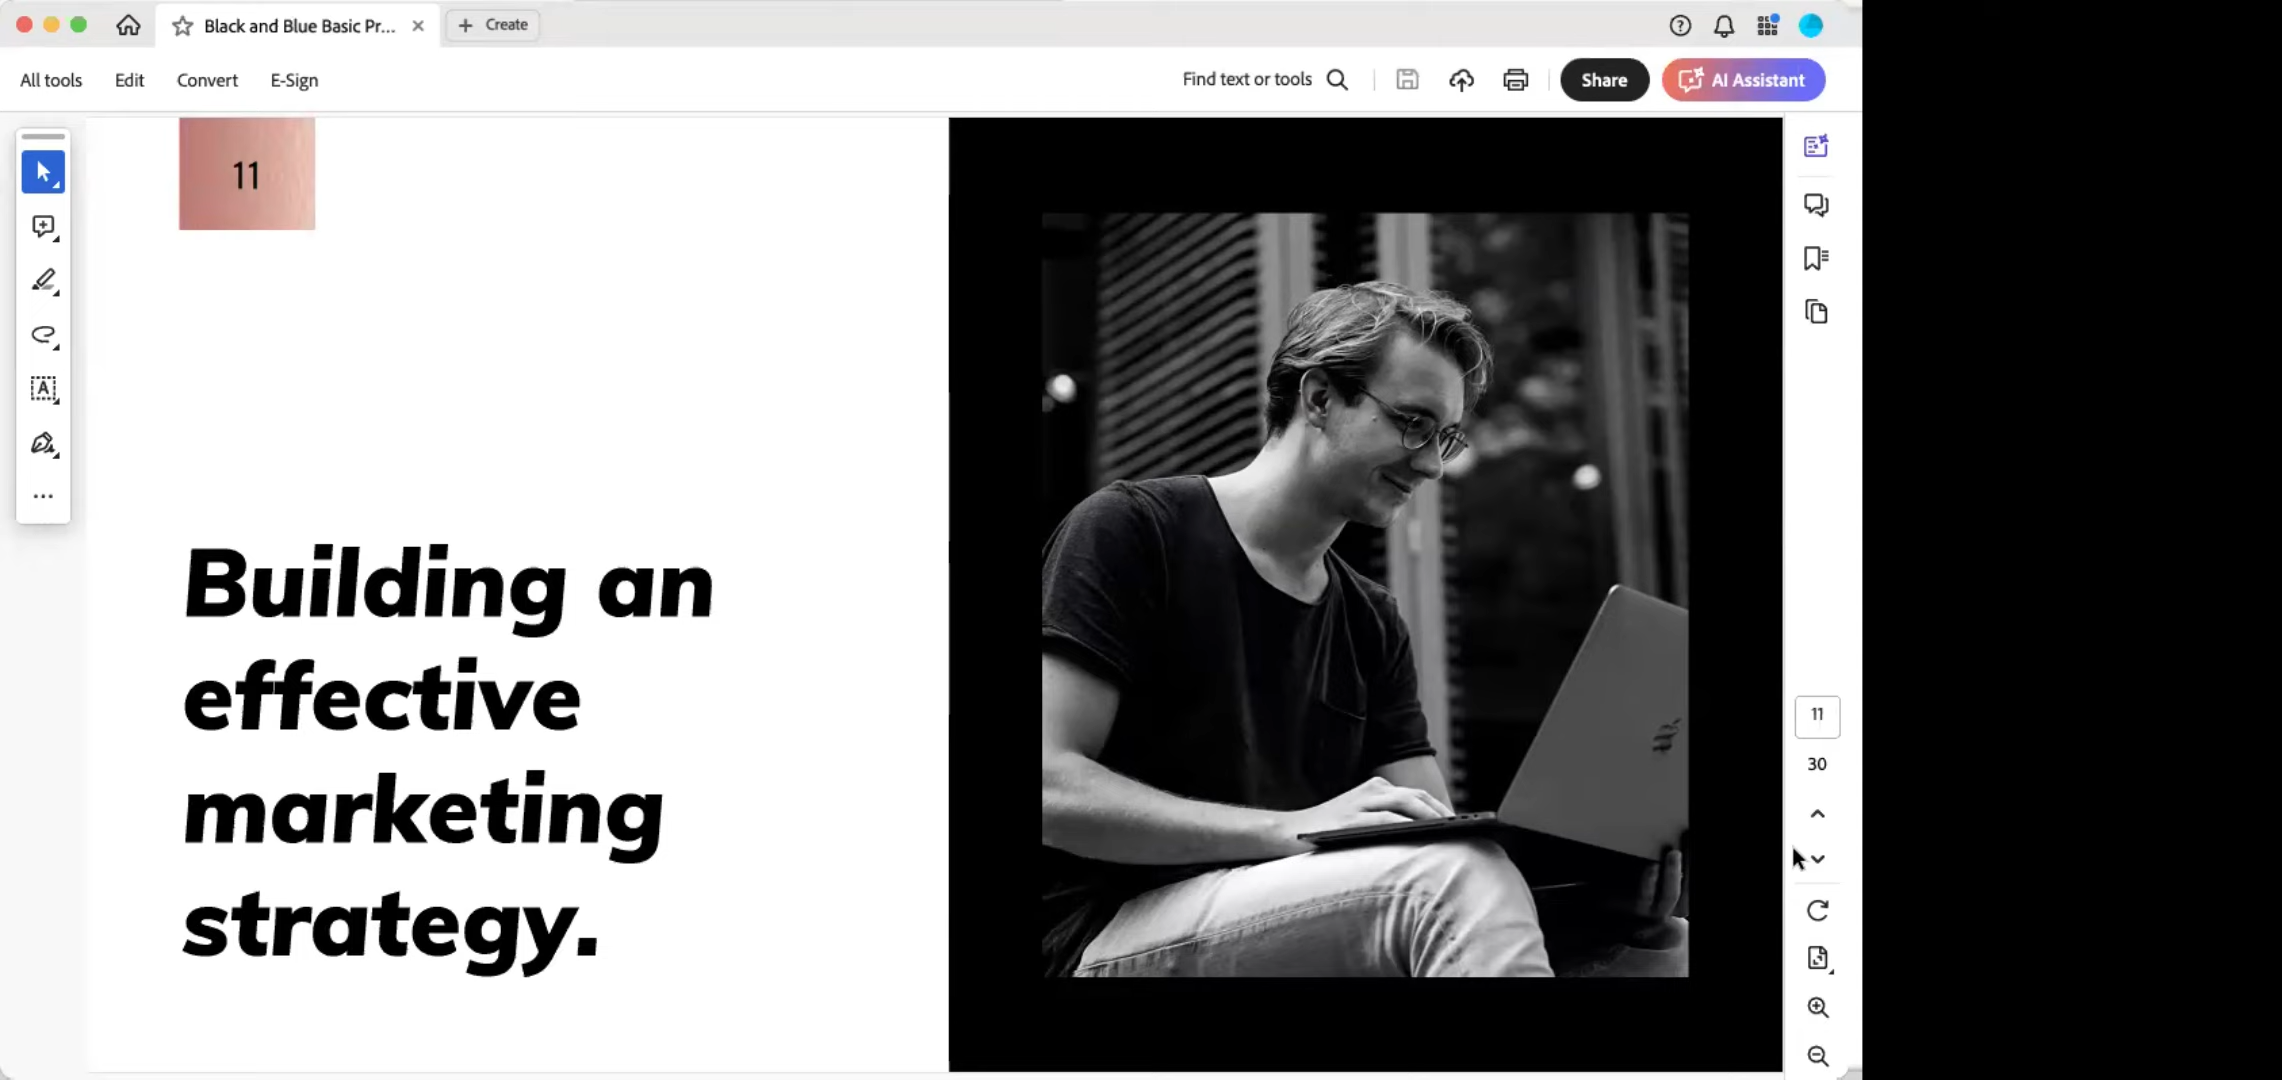 Black and Blue Basic Pr...
Create
All tools
Edit
Convert
E-Sign
Find text or tools
Share
AI Assistant
11
Building an
effective
marketing
strategy.
11
30